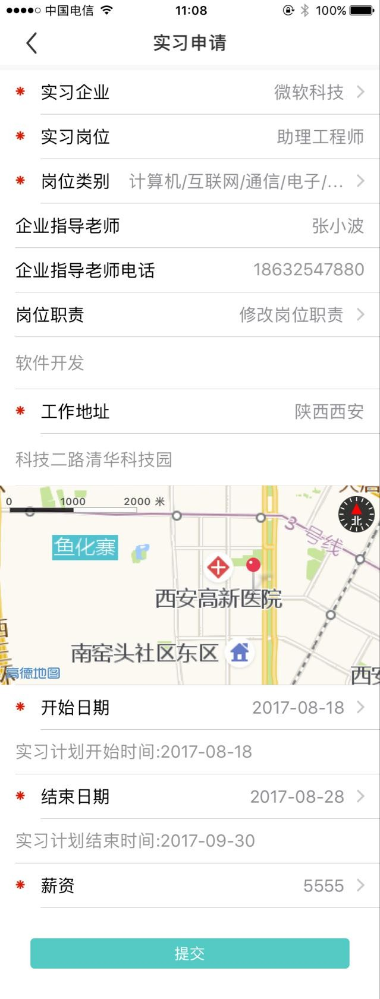 中国电信 11:08 100%
实习申请
* 实习企业 微软科技
* 实习岗位 助理工程师
* 岗位类别 计算机/互联网/通信/电子/...
企业指导老师 张小波
企业指导老师电话 18632547880
岗位职责 修改岗位职责
软件开发
* 工作地址 陕西西安
科技二路清华科技园
0 1000 2000 米
北
3号线
鱼化寨
西安高新医院
南窑头社区东区
高德地图
西安
* 开始日期 2017-08-18
实习计划开始时间:2017-08-18
* 结束日期 2017-08-28
实习计划结束时间:2017-09-30
* 薪资 5555
提交